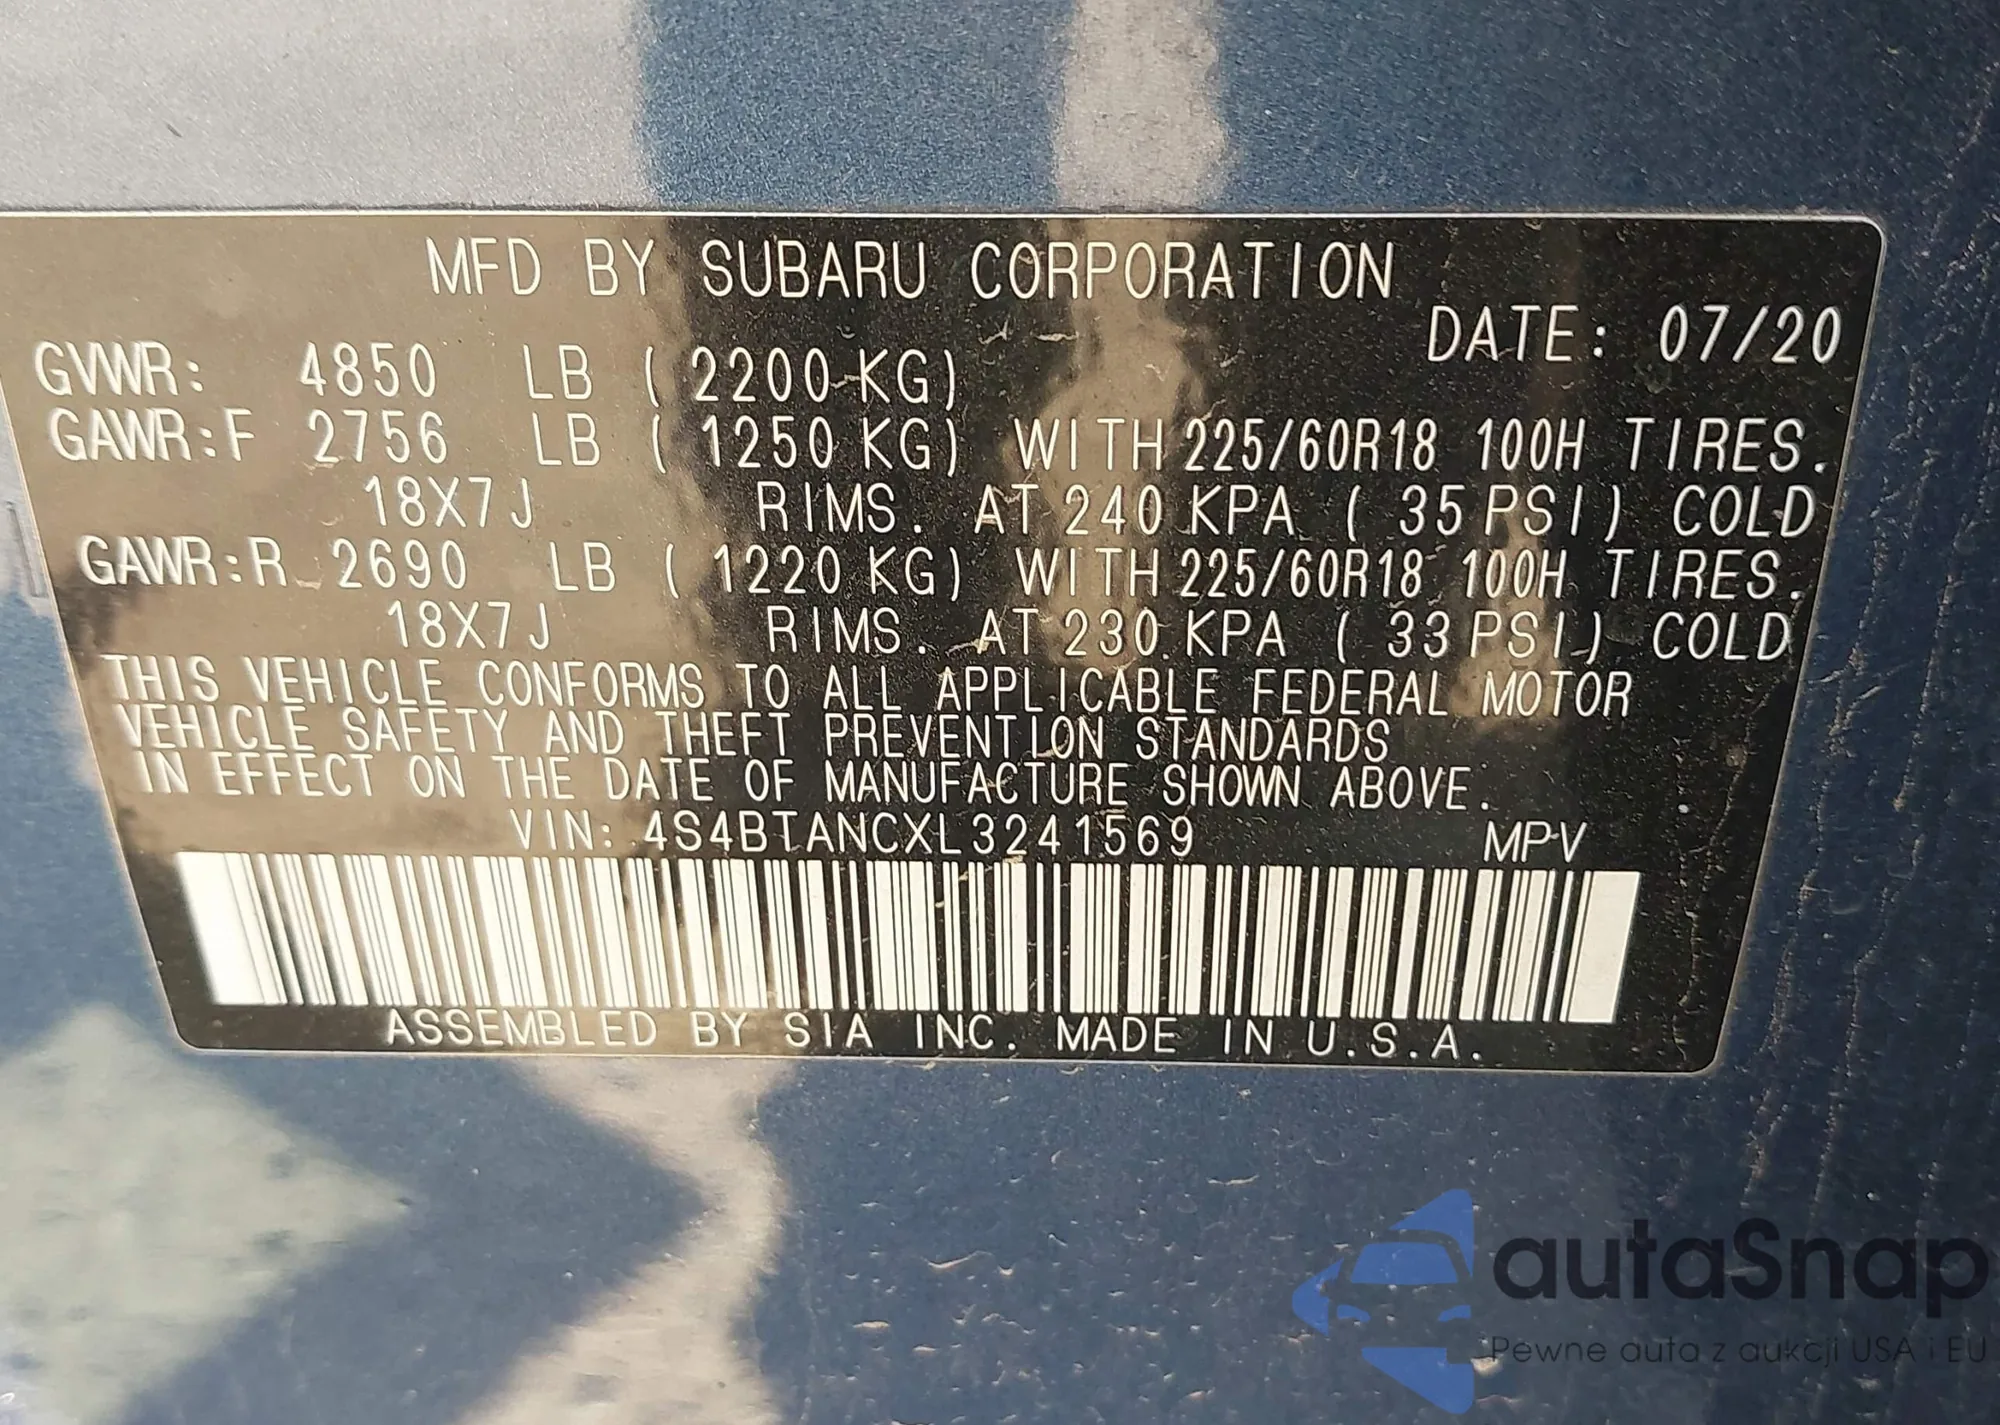 MFD BY SUBARU CORPORATION
DATE: 07/20
GVWR: 4850 LB ( 2200 KG)
GAWR:F 2756 LB ( 1250 KG) WITH 225/60R18 100H TIRES.
18X7J RIMS. AT 240 KPA ( 35 PSI) COLD
GAWR:R 2690 LB ( 1220 KG) WITH 225/60R18 100H TIRES.
18X7J RIMS. AT 230 KPA ( 33 PSI) COLD
THIS VEHICLE CONFORMS TO ALL APPLICABLE FEDERAL MOTOR
VEHICLE SAFETY AND THEFT PREVENTION STANDARDS
IN EFFECT ON THE DATE OF MANUFACTURE SHOWN ABOVE.
VIN: 4S4BTANCXL3241569 MPV
ASSEMBLED BY SIA INC. MADE IN U.S.A.
autaSnap
Pewne auta z aukcji USA i EU